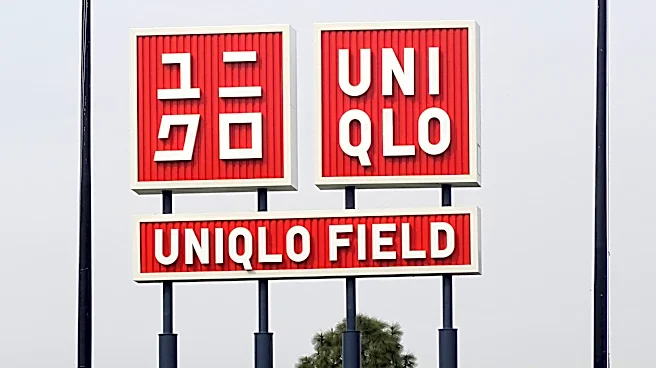 ユニ
クロ
UNI
QLO
UNIQLO FIELD